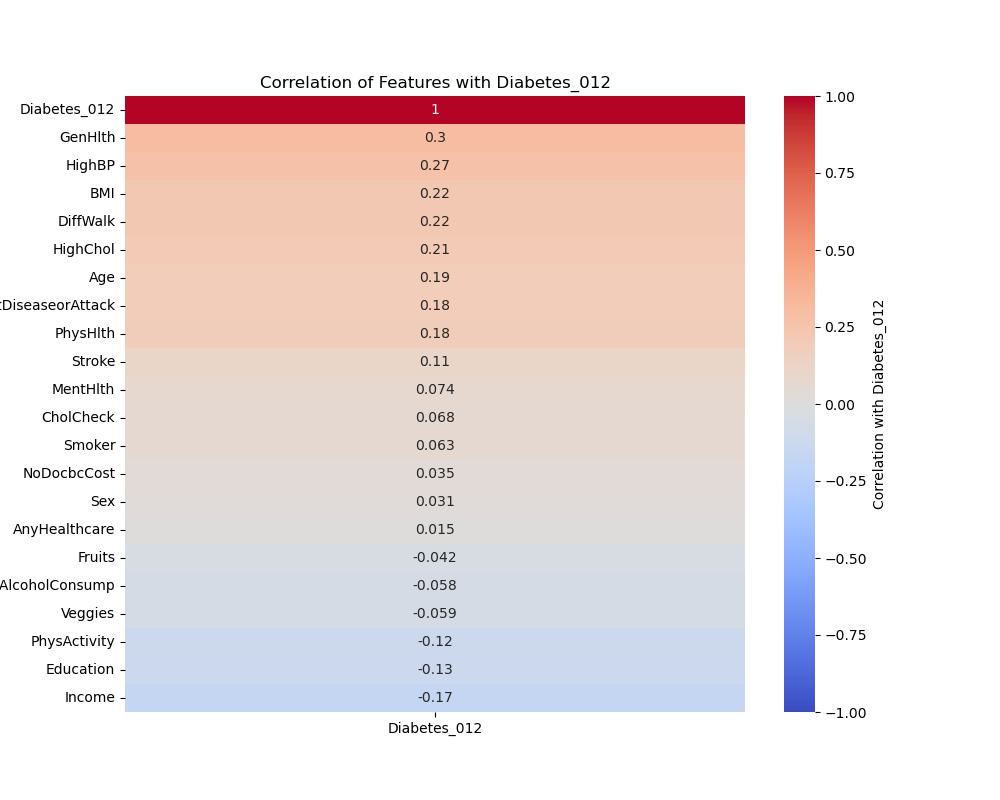 Correlation of Features with Diabetes_012
Diabetes_012 1
GenHlth 0.3
HighBP 0.27
BMI 0.22
DiffWalk 0.22
HighChol 0.21
Age 0.19
tDiseaseorAttack 0.18
PhysHlth 0.18
Stroke 0.11
MentHlth 0.074
CholCheck 0.068
Smoker 0.063
NoDocbcCost 0.035
Sex 0.031
AnyHealthcare 0.015
Fruits -0.042
AlcoholConsump -0.058
Veggies -0.059
PhysActivity -0.12
Education -0.13
Income -0.17
Diabetes_012
1.00
0.75
0.50
0.25
0.00
−0.25
−0.50
−0.75
−1.00
Correlation with Diabetes_012